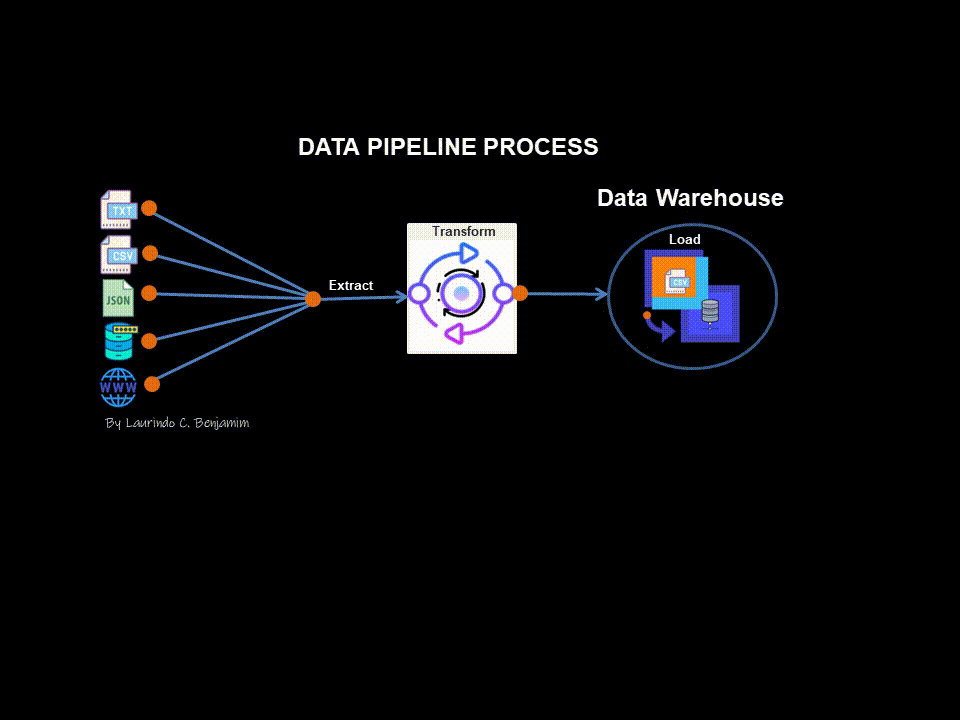 DATA PIPELINE PROCESS
Data Warehouse
TXT
CSV
JSON
WWW
Extract
Transform
Load
CSV
By Laurindo C. Benjamim